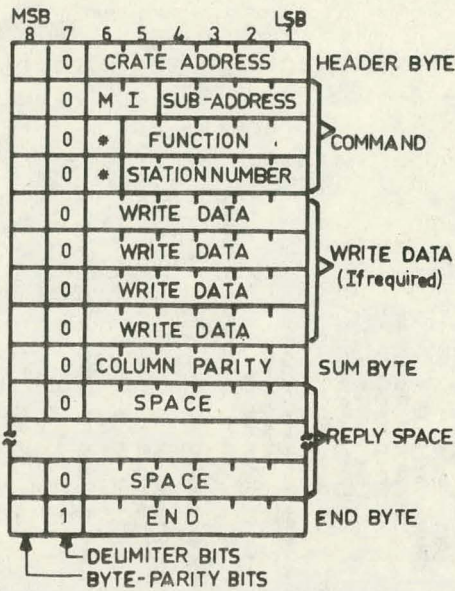 MSB LSB
8 7 6 5 4 3 2 1
0 CRATE ADDRESS HEADER BYTE
0 M I SUB-ADDRESS
0 * FUNCTION COMMAND
0 * STATION NUMBER
0 WRITE DATA
0 WRITE DATA WRITE DATA
0 WRITE DATA (If required)
0 WRITE DATA
0 COLUMN PARITY SUM BYTE
0 SPACE
REPLY SPACE
0 SPACE
1 END END BYTE
DELIMITER BITS
BYTE-PARITY BITS